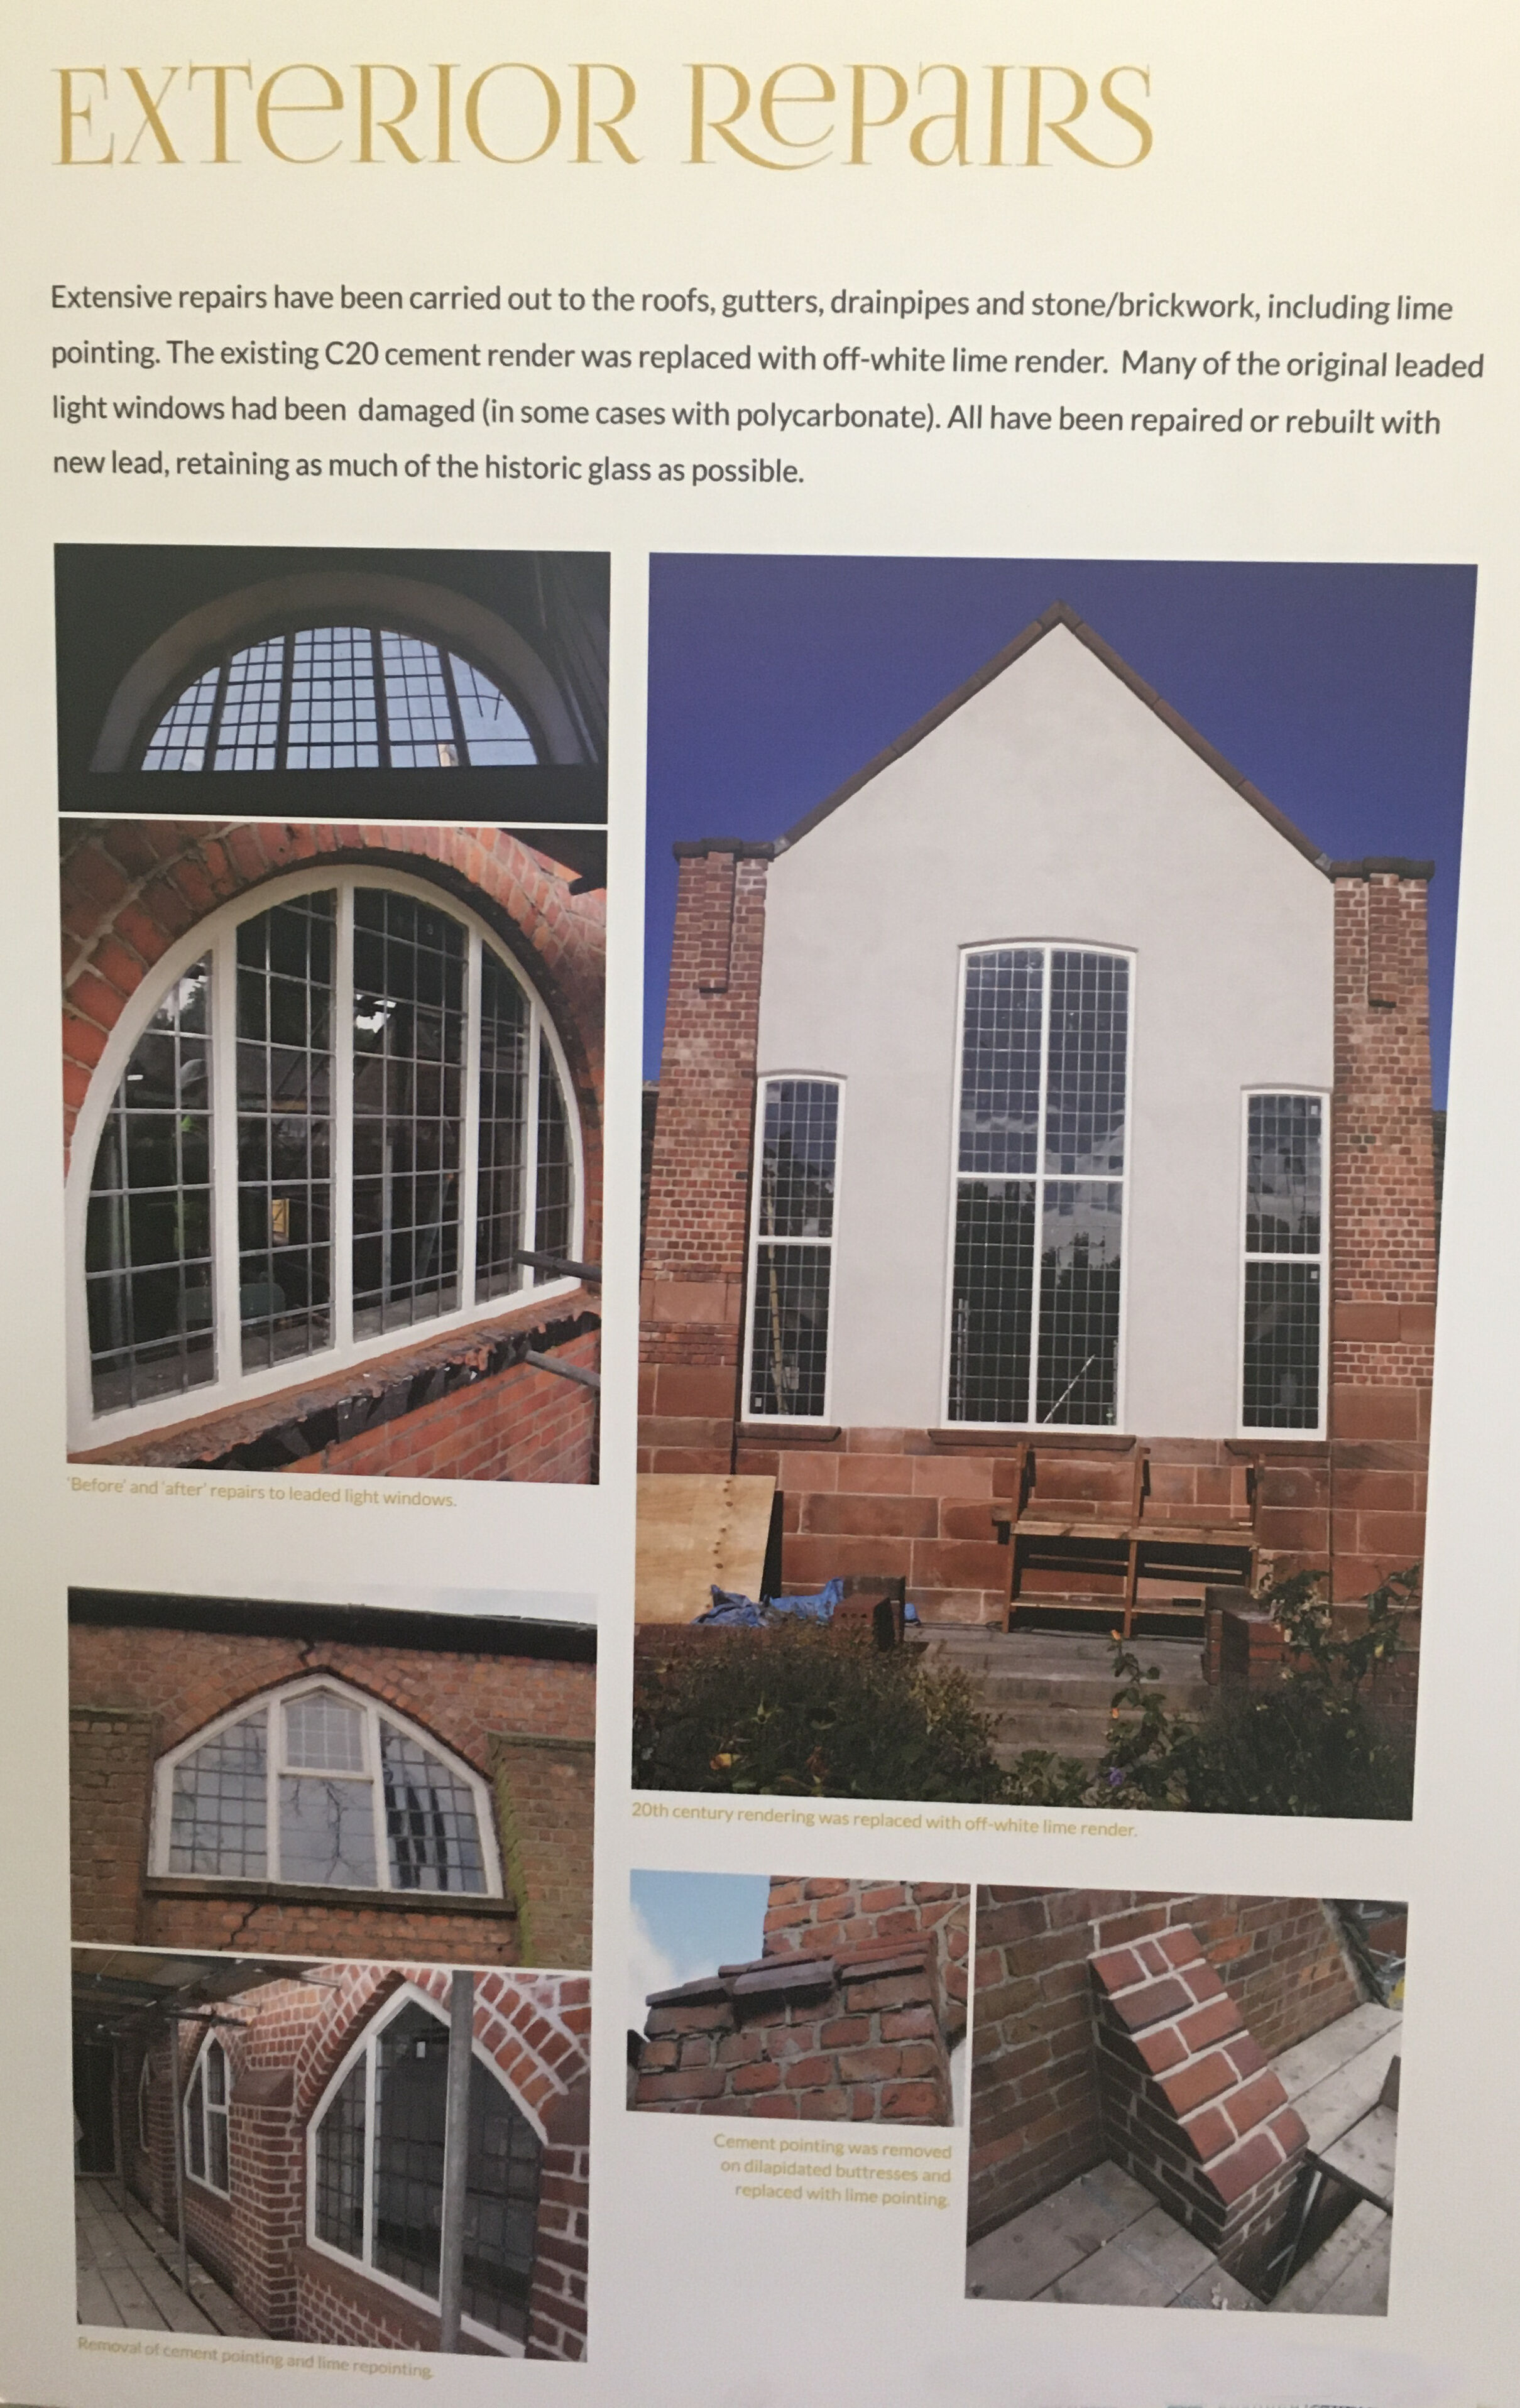 EXTERIOR REPAIRS
Extensive repairs have been carried out to the roofs, gutters, drainpipes and stone/brickwork, including lime
pointing. The existing C20 cement render was replaced with off-white lime render. Many of the original leaded
light windows had been damaged (in some cases with polycarbonate). All have been repaired or rebuilt with
new lead, retaining as much of the historic glass as possible.
'Before' and 'after' repairs to leaded light windows.
20th century rendering was replaced with off-white lime render.
Cement pointing was removed
on dilapidated buttresses and
replaced with lime pointing.
Removal of cement pointing and lime repointing.